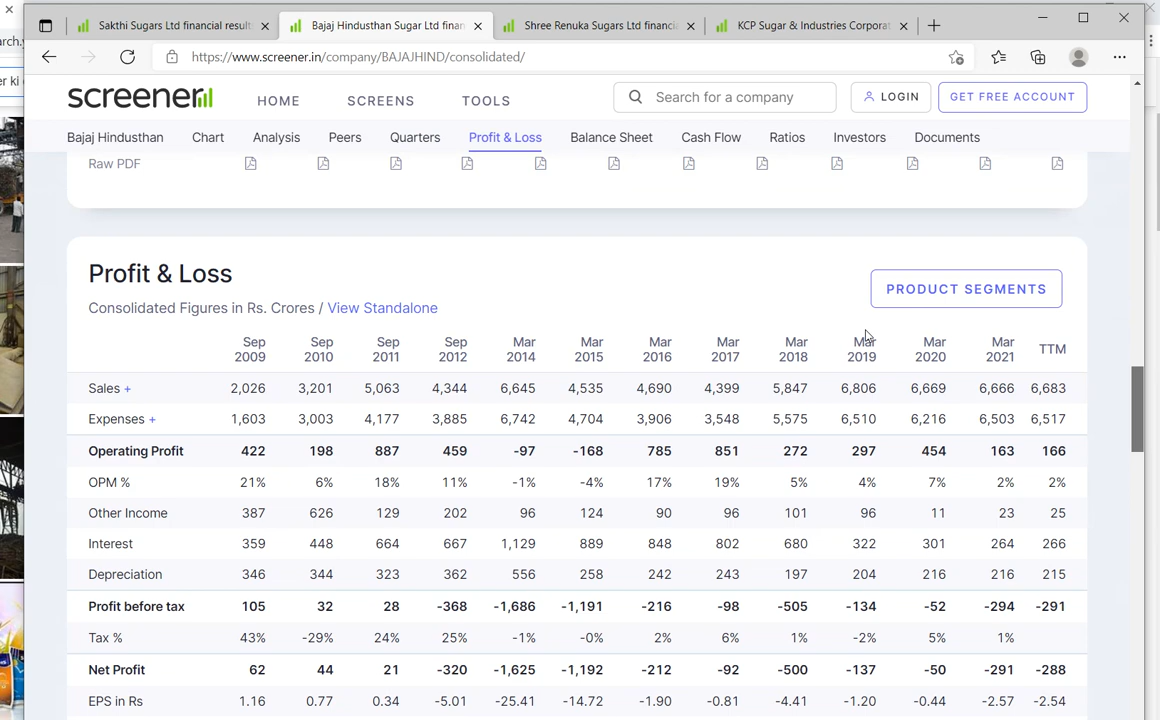 Sakthi Sugars Ltd financial result
Bajaj Hindusthan Sugar Ltd finan
Shree Renuka Sugars Ltd financia
KCP Sugar & Industries Corporat
https://www.screener.in/company/BAJAJHIND/consolidated/
screener
HOME SCREENS TOOLS
Search for a company
LOGIN
GET FREE ACCOUNT
Bajaj Hindusthan Chart Analysis Peers Quarters Profit & Loss Balance Sheet Cash Flow Ratios Investors Documents
Raw PDF
Profit & Loss
PRODUCT SEGMENTS
Consolidated Figures in Rs. Crores / View Standalone
Sep 2009 Sep 2010 Sep 2011 Sep 2012 Mar 2014 Mar 2015 Mar 2016 Mar 2017 Mar 2018 Mar 2019 Mar 2020 Mar 2021 TTM
Sales + 2,026 3,201 5,063 4,344 6,645 4,535 4,690 4,399 5,847 6,806 6,669 6,666 6,683
Expenses + 1,603 3,003 4,177 3,885 6,742 4,704 3,906 3,548 5,575 6,510 6,216 6,503 6,517
Operating Profit 422 198 887 459 -97 -168 785 851 272 297 454 163 166
OPM % 21% 6% 18% 11% -1% -4% 17% 19% 5% 4% 7% 2% 2%
Other Income 387 626 129 202 96 124 90 96 101 96 11 23 25
Interest 359 448 664 667 1,129 889 848 802 680 322 301 264 266
Depreciation 346 344 323 362 556 258 242 243 197 204 216 216 215
Profit before tax 105 32 28 -368 -1,686 -1,191 -216 -98 -505 -134 -52 -294 -291
Tax % 43% -29% 24% 25% -1% -0% 2% 6% 1% -2% 5% 1%
Net Profit 62 44 21 -320 -1,625 -1,192 -212 -92 -500 -137 -50 -291 -288
EPS in Rs 1.16 0.77 0.34 -5.01 -25.41 -14.72 -1.90 -0.81 -4.41 -1.20 -0.44 -2.57 -2.54